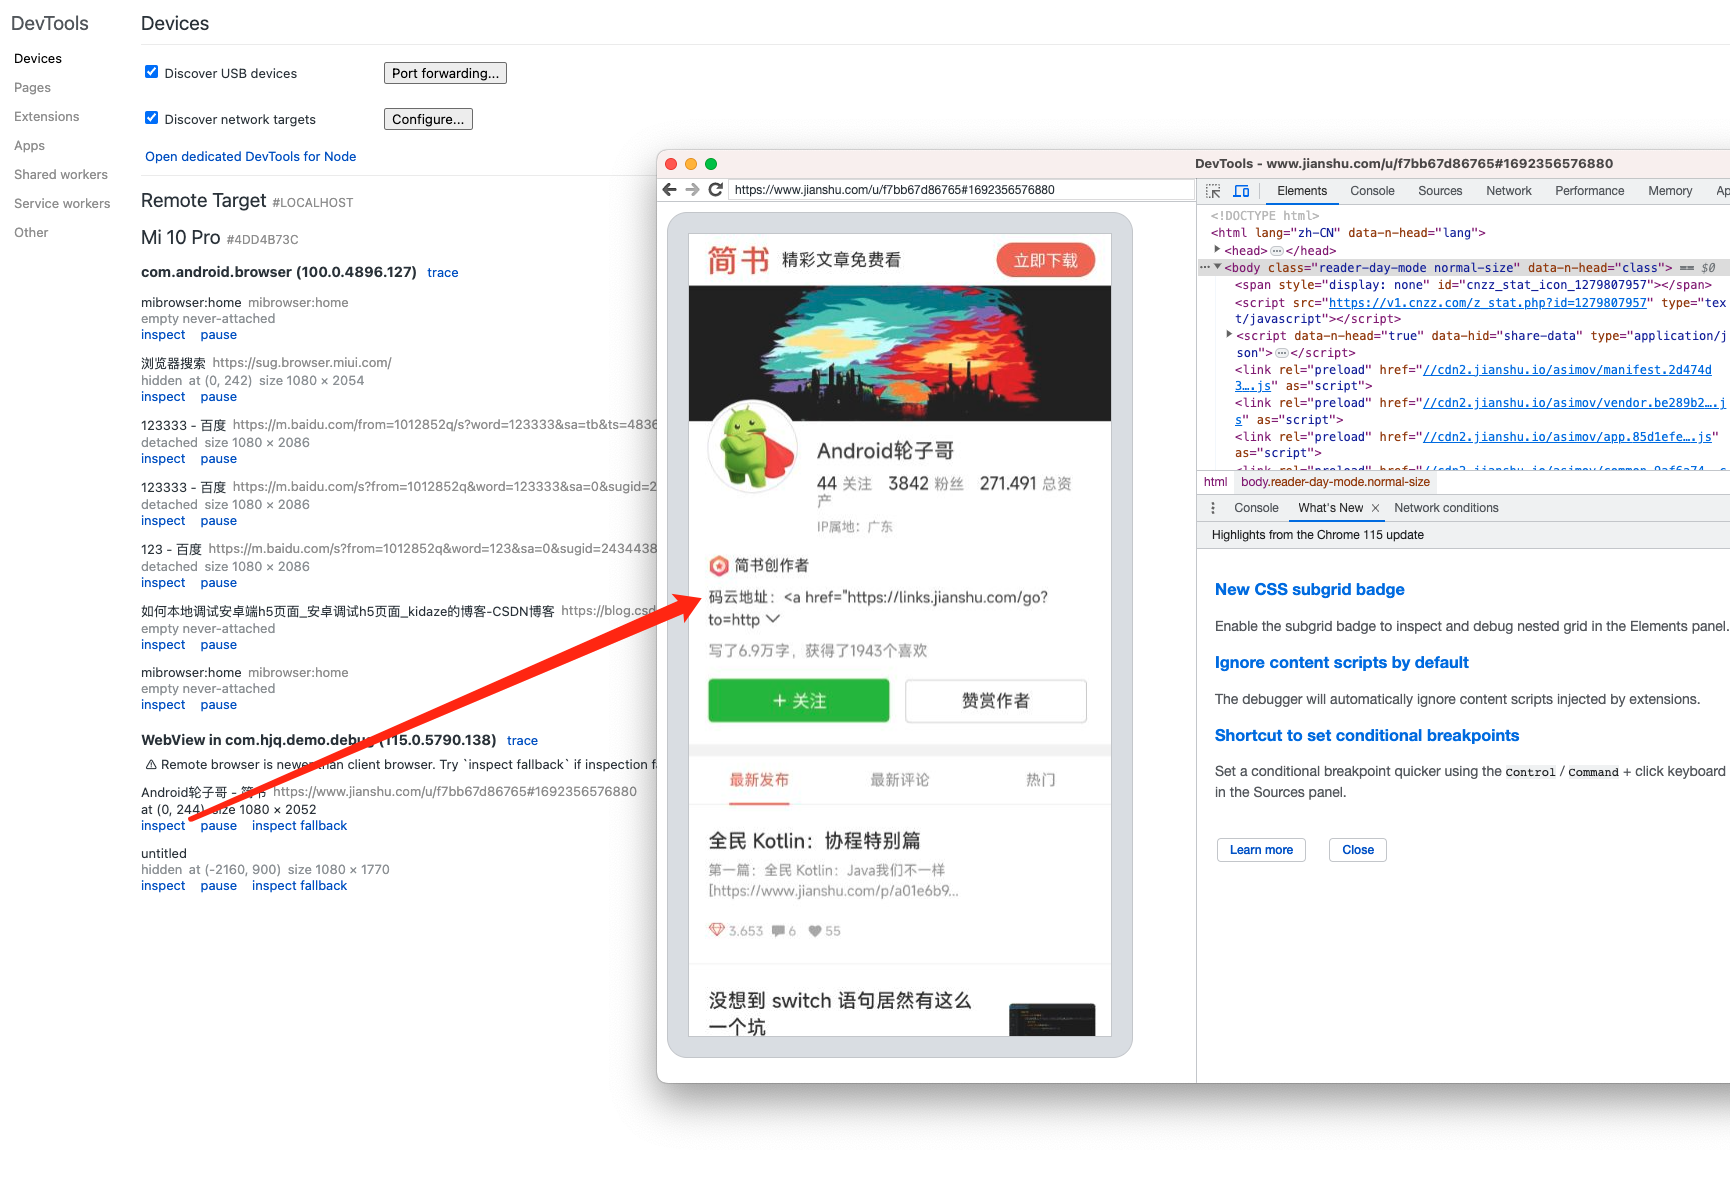 DevTools
Devices
Pages
Extensions
Apps
Shared workers
Service workers
Other
Devices
Discover USB devices
Port forwarding...
Discover network targets
Configure...
Open dedicated DevTools for Node
Remote Target #LOCALHOST
Mi 10 Pro #4DD4B73C
com.android.browser (100.0.4896.127) trace
mibrowser:home mibrowser:home
empty never-attached
inspect pause
浏览器搜索 https://sug.browser.miui.com/
hidden at (0, 242) size 1080 × 2054
inspect pause
123333 - 百度 https://m.baidu.com/from=1012852q/s?word=123333&sa=tb&ts=4836
detached size 1080 × 2086
inspect pause
123333 - 百度 https://m.baidu.com/s?from=1012852q&word=123333&sa=0&sugid=2
detached size 1080 × 2086
inspect pause
123 - 百度 https://m.baidu.com/s?from=1012852q&word=123&sa=0&sugid=2434438
detached size 1080 × 2086
inspect pause
如何本地调试安卓端h5页面_安卓调试h5页面_kidaze的博客-CSDN博客 https://blog.csd
empty never-attached
inspect pause
mibrowser:home mibrowser:home
empty never-attached
inspect pause
WebView in com.hjq.demo.debug (115.0.5790.138) trace
⚠ Remote browser is newer than client browser. Try `inspect fallback` if inspection fa
Android轮子哥 - 简书 https://www.jianshu.com/u/f7bb67d86765#1692356576880
at (0, 244) size 1080 × 2052
inspect pause inspect fallback
untitled
hidden at (-2160, 900) size 1080 × 1770
inspect pause inspect fallback
DevTools - www.jianshu.com/u/f7bb67d86765#1692356576880
https://www.jianshu.com/u/f7bb67d86765#1692356576880
简书 精彩文章免费看 立即下载
Android轮子哥
44 关注 3842 粉丝 271.491 总资
产
IP属地：广东
简书创作者
码云地址：<a href="https://links.jianshu.com/go?
to=http
写了6.9万字，获得了1943个喜欢
+ 关注 赞赏作者
最新发布 最新评论 热门
全民 Kotlin：协程特别篇
第一篇：全民 Kotlin：Java我们不一样
[https://www.jianshu.com/p/a01e6b9...
3.653 6 55
没想到 switch 语句居然有这么
一个坑
Elements Console Sources Network Performance Memory Ap
<!DOCTYPE html>
<html lang="zh-CN" data-n-head="lang">
<head>…</head>
<body class="reader-day-mode normal-size" data-n-head="class"> == $0
<span style="display: none" id="cnzz_stat_icon_1279807957"></span>
<script src="https://v1.cnzz.com/z_stat.php?id=1279807957" type="tex
t/javascript"></script>
<script data-n-head="true" data-hid="share-data" type="application/j
son">…</script>
<link rel="preload" href="//cdn2.jianshu.io/asimov/manifest.2d474d
3….js" as="script">
<link rel="preload" href="//cdn2.jianshu.io/asimov/vendor.be289b2….j
s" as="script">
<link rel="preload" href="//cdn2.jianshu.io/asimov/app.85d1efe….js"
as="script">
html body.reader-day-mode.normal-size
Console What's New × Network conditions
Highlights from the Chrome 115 update
New CSS subgrid badge
Enable the subgrid badge to inspect and debug nested grid in the Elements panel.
Ignore content scripts by default
The debugger will automatically ignore content scripts injected by extensions.
Shortcut to set conditional breakpoints
Set a conditional breakpoint quicker using the Control / Command + click keyboard
in the Sources panel.
Learn more Close